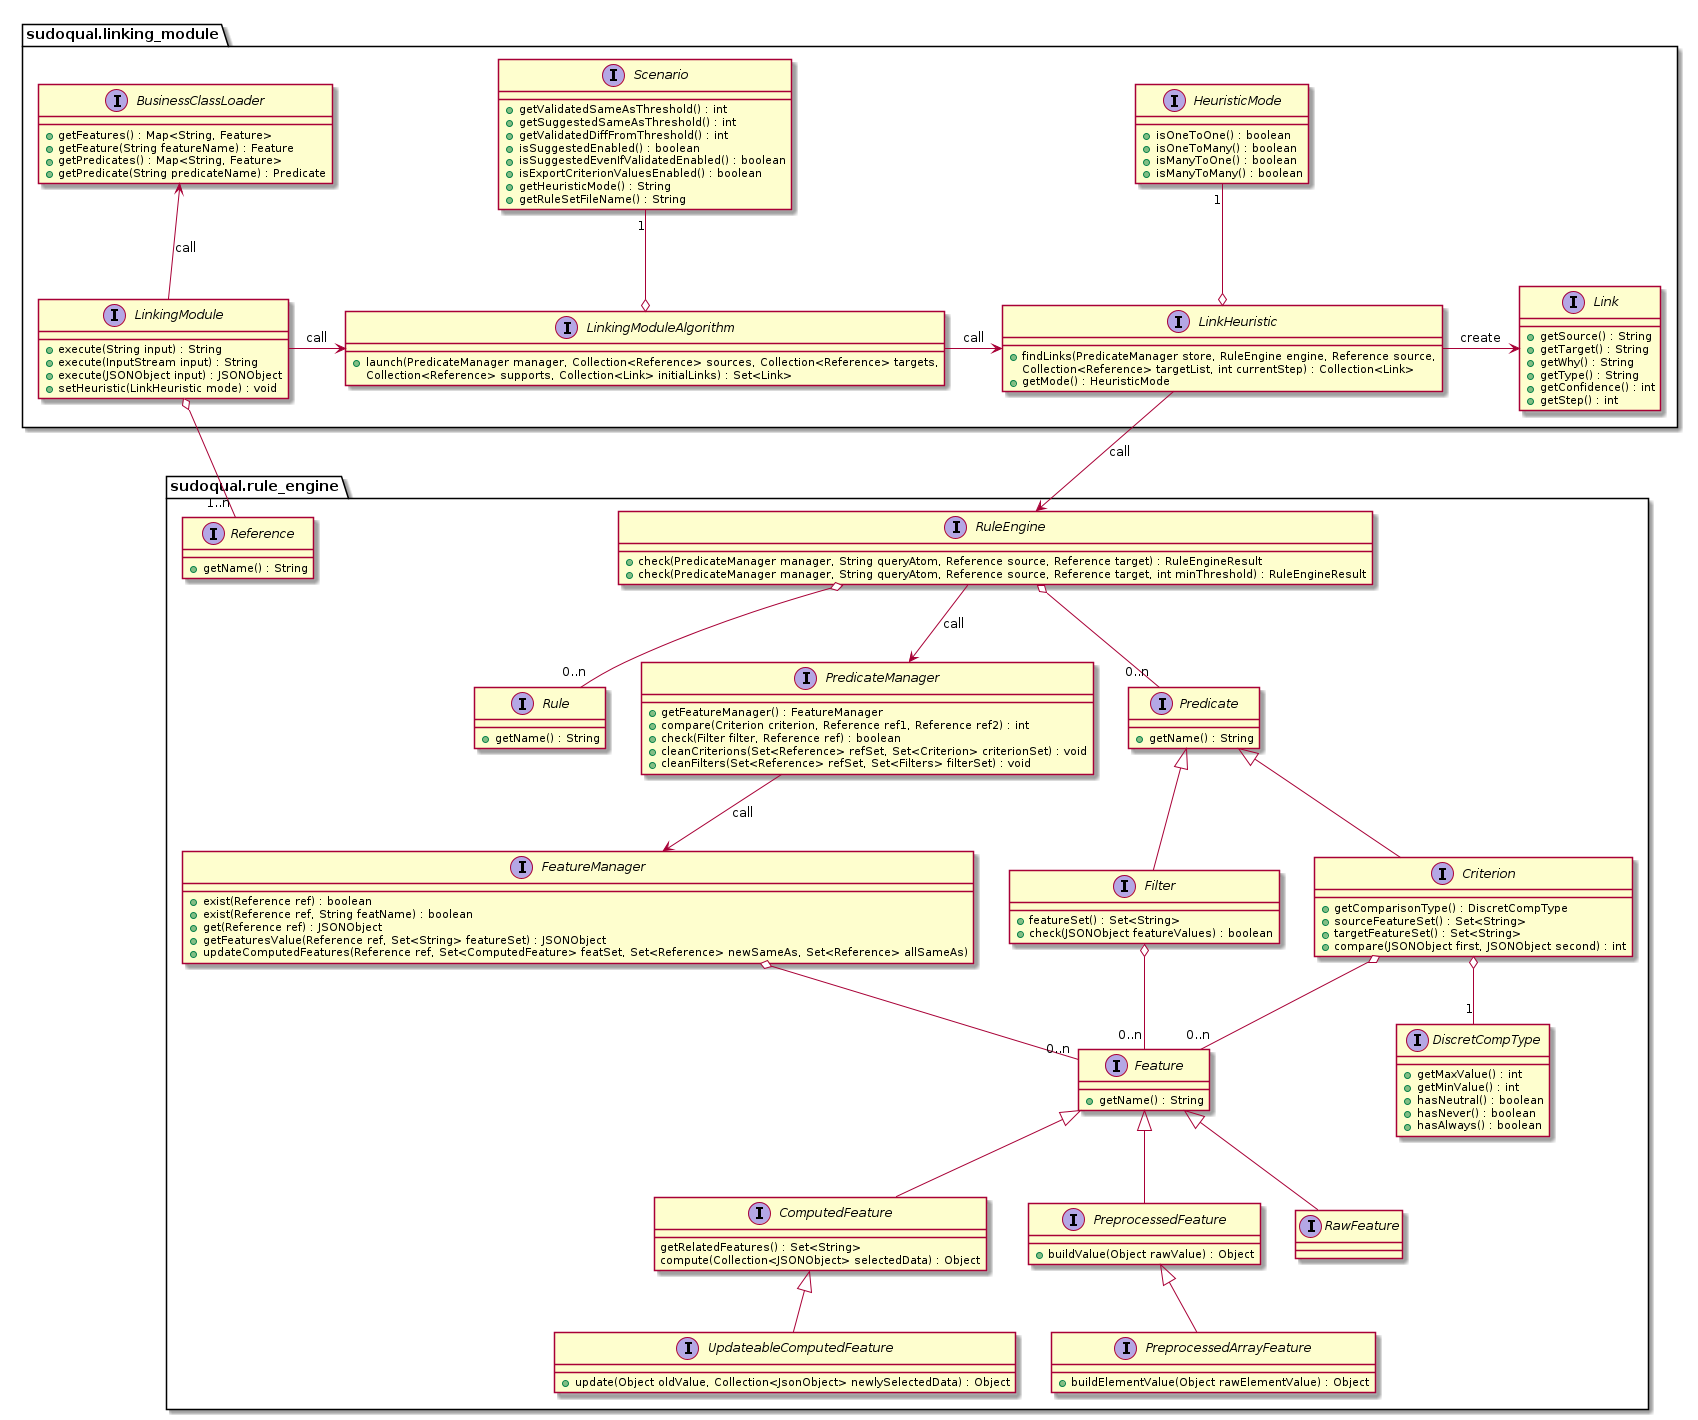 sudoqual.linking_module
I BusinessClassLoader
getFeatures() : Map<String, Feature>
getFeature(String featureName) : Feature
getPredicates() : Map<String, Feature>
getPredicate(String predicateName) : Predicate
I Scenario
getValidatedSameAsThreshold() : int
getSuggestedSameAsThreshold() : int
getValidatedDiffFromThreshold() : int
isSuggestedEnabled() : boolean
isSuggestedEvenIfValidatedEnabled() : boolean
isExportCriterionValuesEnabled() : boolean
getHeuristicMode() : String
getRuleSetFileName() : String
I HeuristicMode
isOneToOne() : boolean
isOneToMany() : boolean
isManyToOne() : boolean
isManyToMany() : boolean
1
1
call
I LinkingModule
execute(String input) : String
execute(InputStream input) : String
execute(JSONObject input) : JSONObject
setHeuristic(LinkHeuristic mode) : void
call
I LinkingModuleAlgorithm
launch(PredicateManager manager, Collection<Reference> sources, Collection<Reference> targets,
Collection<Reference> supports, Collection<Link> initialLinks) : Set<Link>
call
I LinkHeuristic
findLinks(PredicateManager store, RuleEngine engine, Reference source,
Collection<Reference> targetList, int currentStep) : Collection<Link>
getMode() : HeuristicMode
create
I Link
getSource() : String
getTarget() : String
getWhy() : String
getType() : String
getConfidence() : int
getStep() : int
call
sudoqual.rule_engine
1..n
I Reference
getName() : String
I RuleEngine
check(PredicateManager manager, String queryAtom, Reference source, Reference target) : RuleEngineResult
check(PredicateManager manager, String queryAtom, Reference source, Reference target, int minThreshold) : RuleEngineResult
call
0..n
0..n
I Rule
getName() : String
I PredicateManager
getFeatureManager() : FeatureManager
compare(Criterion criterion, Reference ref1, Reference ref2) : int
check(Filter filter, Reference ref) : boolean
cleanCriterions(Set<Reference> refSet, Set<Criterion> criterionSet) : void
cleanFilters(Set<Reference> refSet, Set<Filters> filterSet) : void
I Predicate
getName() : String
call
I FeatureManager
exist(Reference ref) : boolean
exist(Reference ref, String featName) : boolean
get(Reference ref) : JSONObject
getFeaturesValue(Reference ref, Set<String> featureSet) : JSONObject
updateComputedFeatures(Reference ref, Set<ComputedFeature> featSet, Set<Reference> newSameAs, Set<Reference> allSameAs)
I Filter
featureSet() : Set<String>
check(JSONObject featureValues) : boolean
I Criterion
getComparisonType() : DiscretCompType
sourceFeatureSet() : Set<String>
targetFeatureSet() : Set<String>
compare(JSONObject first, JSONObject second) : int
0..n
0..n
0..n
1
I Feature
getName() : String
I DiscretCompType
getMaxValue() : int
getMinValue() : int
hasNeutral() : boolean
hasNever() : boolean
hasAlways() : boolean
I ComputedFeature
getRelatedFeatures() : Set<String>
compute(Collection<JSONObject> selectedData) : Object
I PreprocessedFeature
buildValue(Object rawValue) : Object
I RawFeature
I UpdateableComputedFeature
update(Object oldValue, Collection<JsonObject> newlySelectedData) : Object
I PreprocessedArrayFeature
buildElementValue(Object rawElementValue) : Object